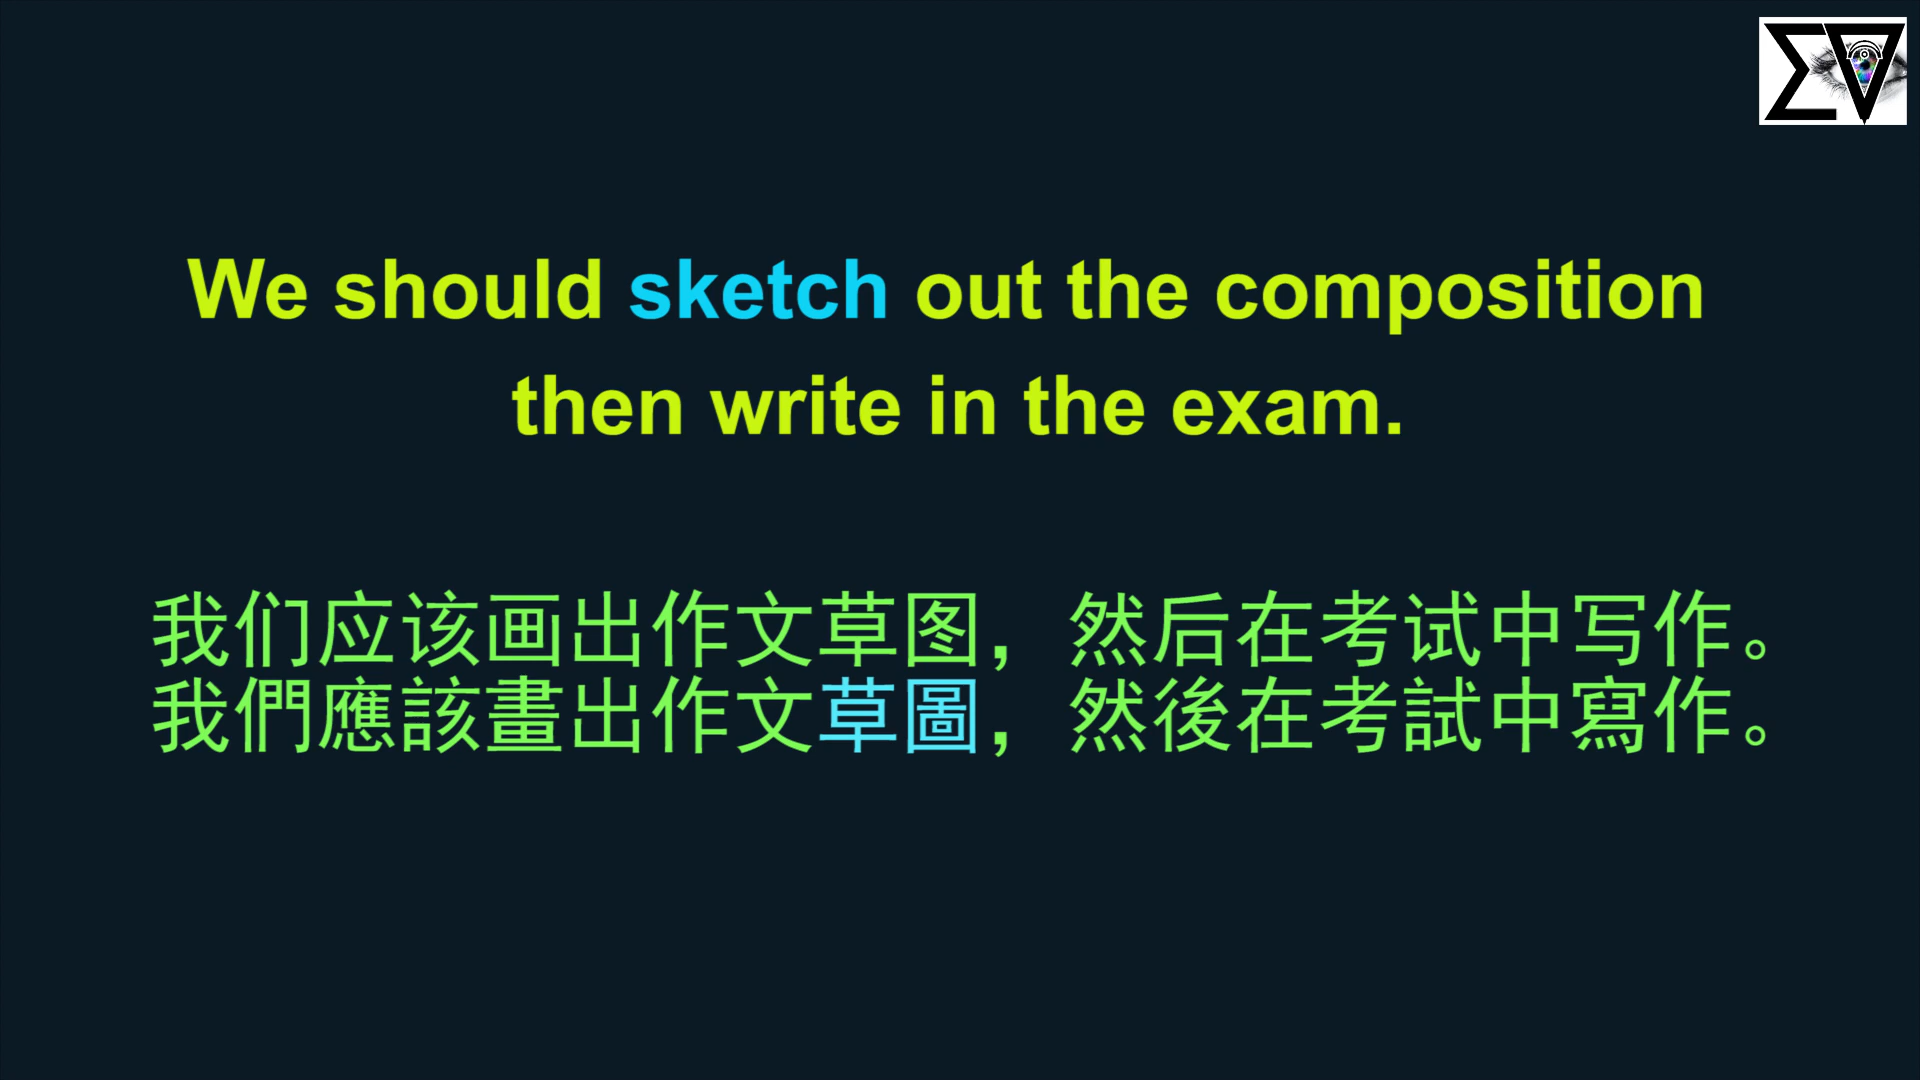 We should sketch out the composition
then write in the exam.
我们应该画出作文草图，然后在考试中写作。
我們應該畫出作文草圖，然後在考試中寫作。